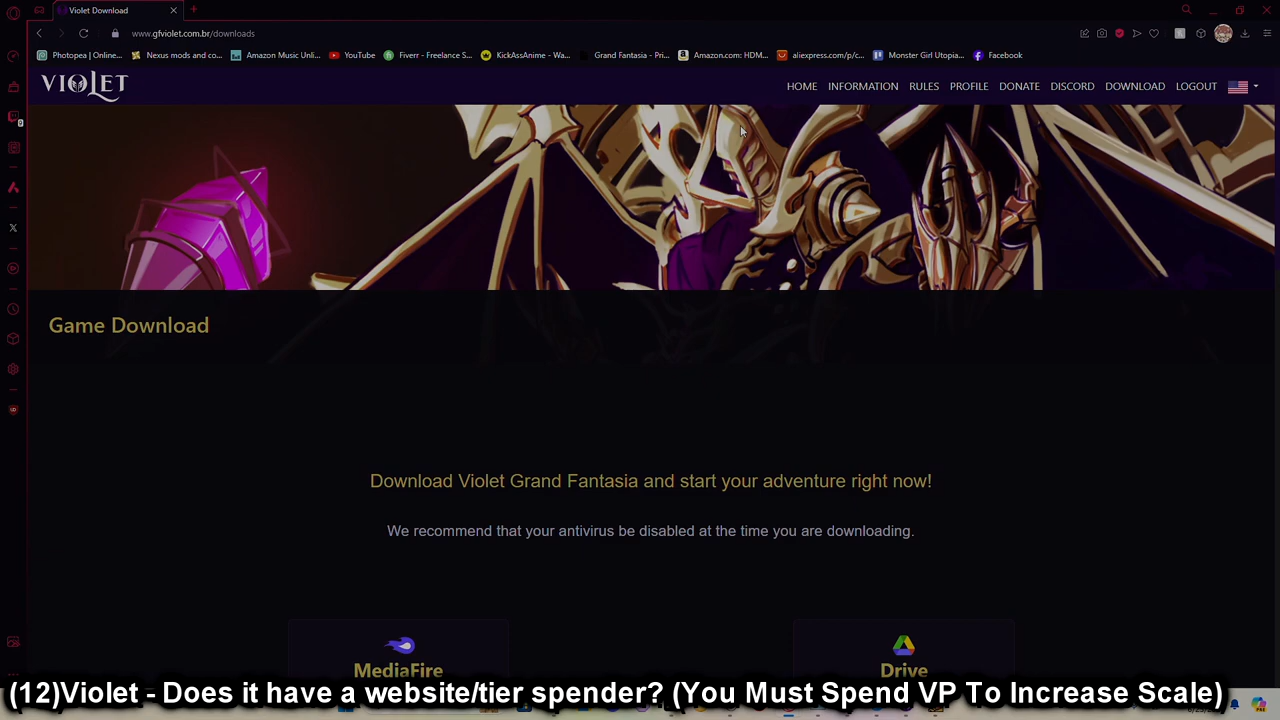 Violet Download
www.gfviolet.com.br/downloads
Photopea | Online... Nexus mods and co... Amazon Music Unli... YouTube Fiverr - Freelance S... KickAssAnime - Wa... Grand Fantasia - Pri... Amazon.com: HDM... aliexpress.com/p/c... Monster Girl Utopia... Facebook
VIOLET HOME INFORMATION RULES PROFILE DONATE DISCORD DOWNLOAD LOGOUT
Game Download
Download Violet Grand Fantasia and start your adventure right now!
We recommend that your antivirus be disabled at the time you are downloading.
MediaFire Drive
(12)Violet - Does it have a website/tier spender? (You Must Spend VP To Increase Scale)